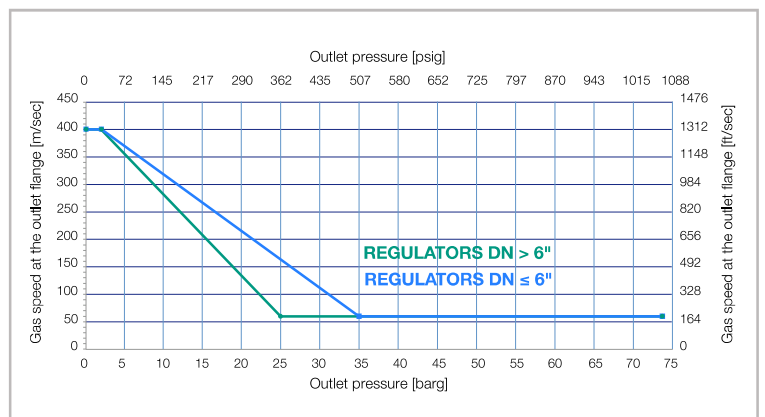 Outlet pressure [psig]
0 72 145 217 290 362 435 507 580 652 725 797 870 943 1015 1088
Gas speed at the outlet flange [m/sec]
450 1476
400 1312
350 1148
300 984
250 820
200 656
150 492
100 328
50 164
0 0
Gas speed at the outlet flange [ft/sec]
REGULATORS DN > 6"
REGULATORS DN ≤ 6"
0 5 10 15 20 25 30 35 40 45 50 55 60 65 70 75
Outlet pressure [barg]